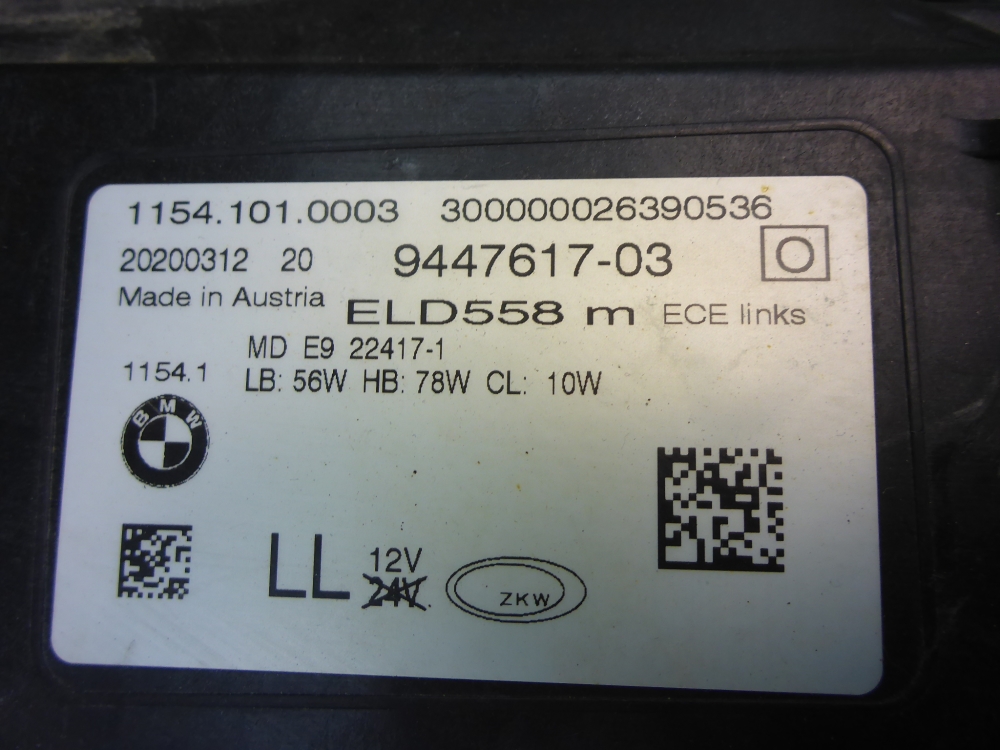 1154.101.0003 300000026390536
20200312 20 9447617-03 O
Made in Austria ELD558 m ECE links
MD E9 22417-1
1154.1 LB: 56W HB: 78W CL: 10W
BMW
LL 12V
24V
ZKW